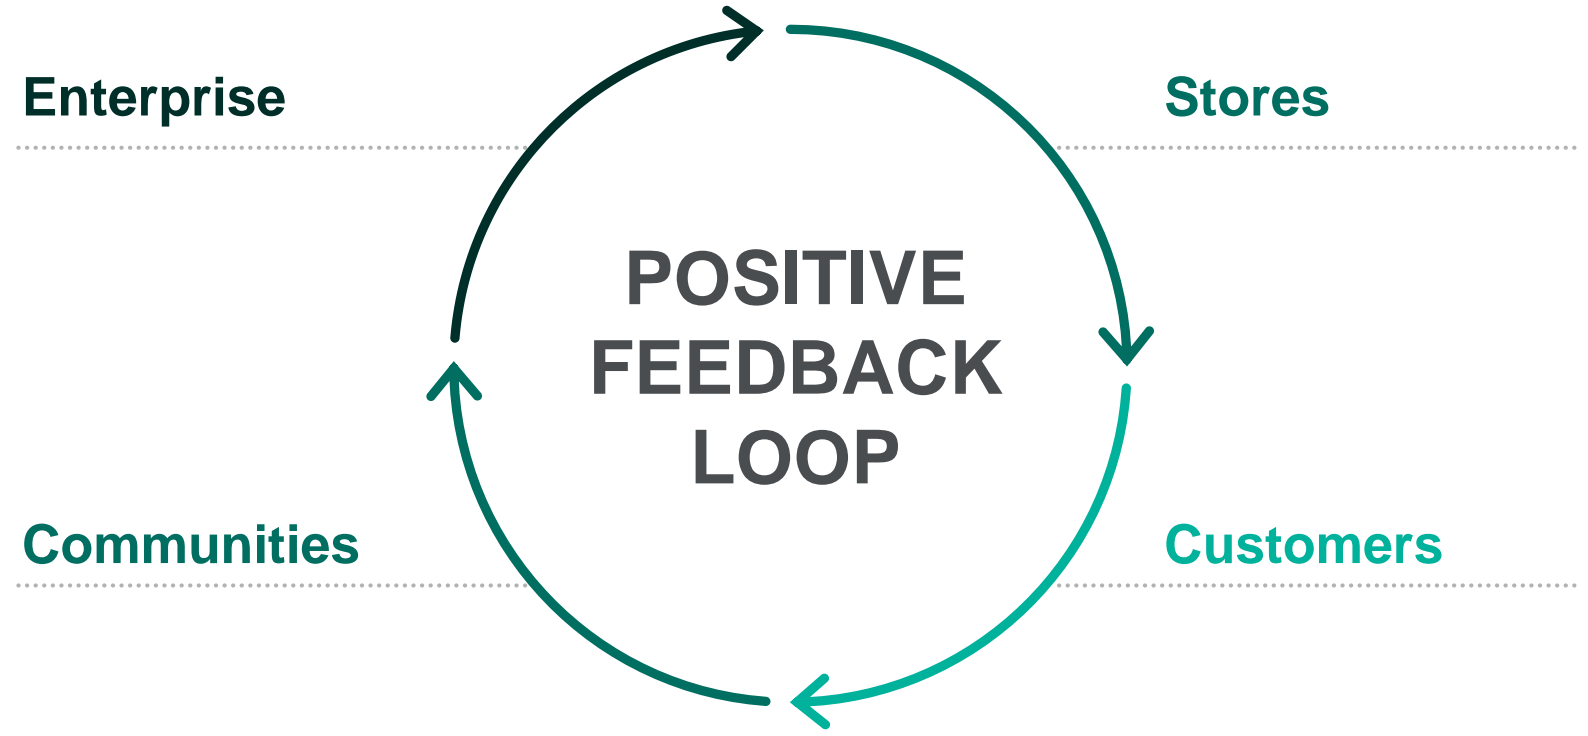 Enterprise
Stores
POSITIVE
FEEDBACK
LOOP
Communities
Customers